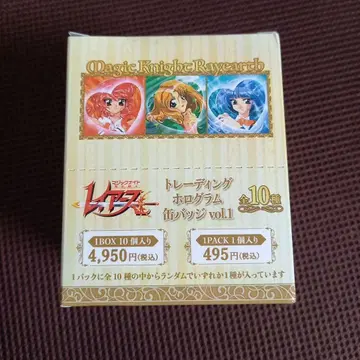 Magic Knight Rayearth
マジックナイト
レイアース
トレーディング
ホログラム
缶バッジ vol.1
全10種
1BOX 10個入り
4,950円(税込)
1PACK 1個入り
495円(税込)
1パックに全10種の中からランダムでいずれか1種が入っています